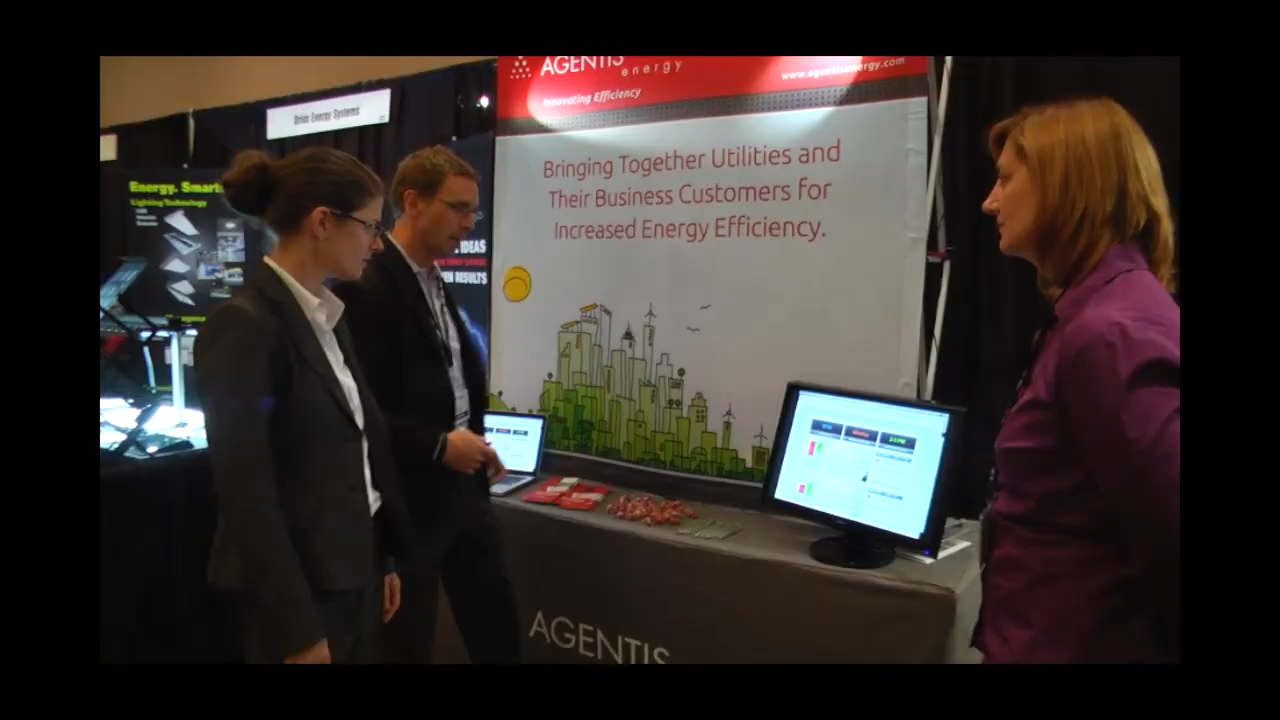 AGENTIS
energy
www.agentisenergy.com
Innovating Efficiency
Orion Energy Systems
Bringing Together Utilities and
Their Business Customers for
Increased Energy Efficiency.
Energy. Smart
Lighting Technology
IDEAS
RESULTS
AGENTIS